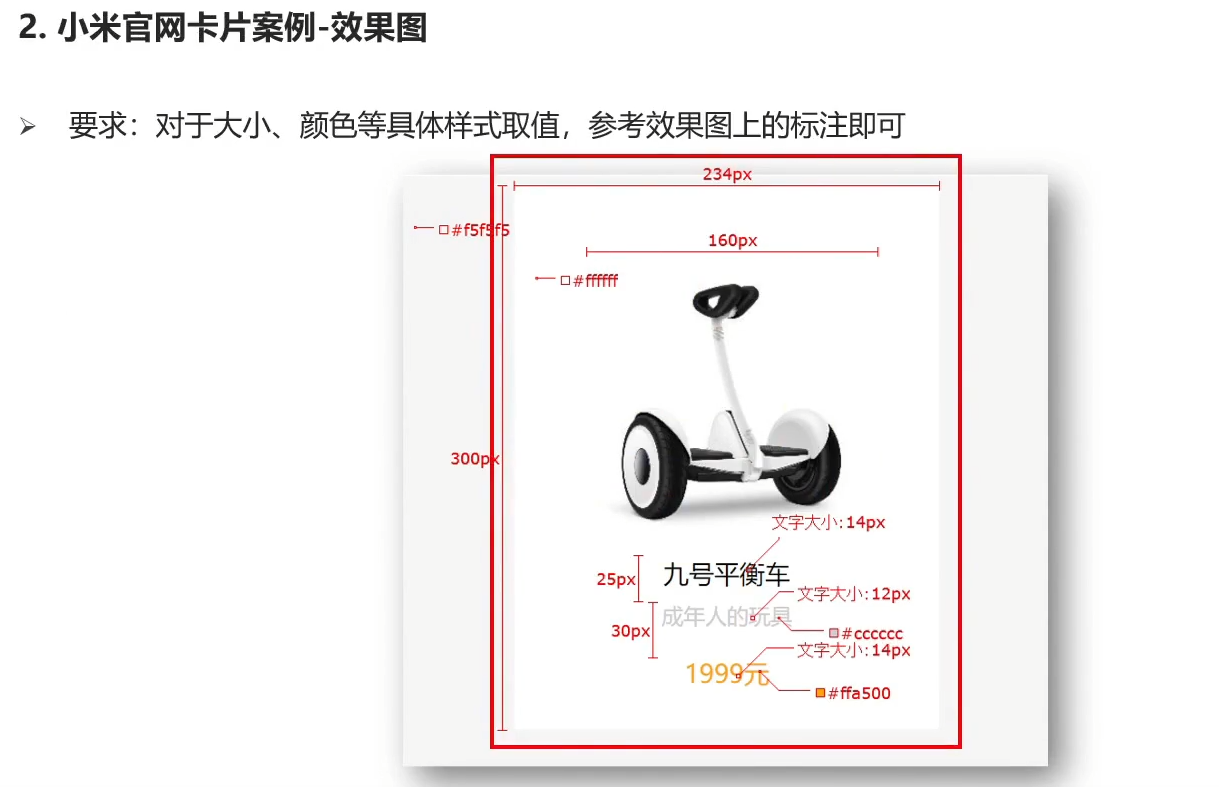 2. 小米官网卡片案例-效果图
➢ 要求：对于大小、颜色等具体样式取值，参考效果图上的标注即可
234px
#f5f5f5
160px
#ffffff
300px
文字大小:14px
25px
九号平衡车
文字大小:12px
成年人的玩具
30px
#cccccc
文字大小:14px
1999元
#ffa500